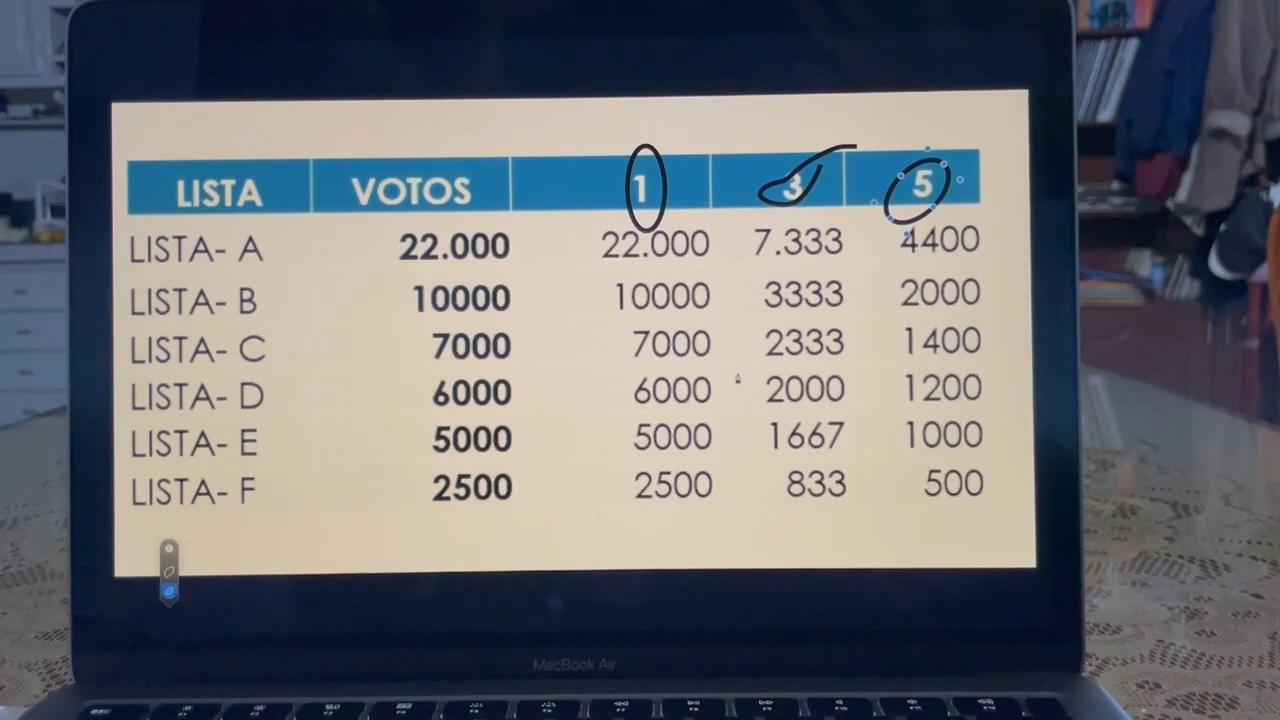 LISTA VOTOS 1 3 5
LISTA- A 22.000 22.000 7.333 4400
LISTA- B 10000 10000 3333 2000
LISTA- C 7000 7000 2333 1400
LISTA- D 6000 6000 2000 1200
LISTA- E 5000 5000 1667 1000
LISTA- F 2500 2500 833 500
MacBook Air